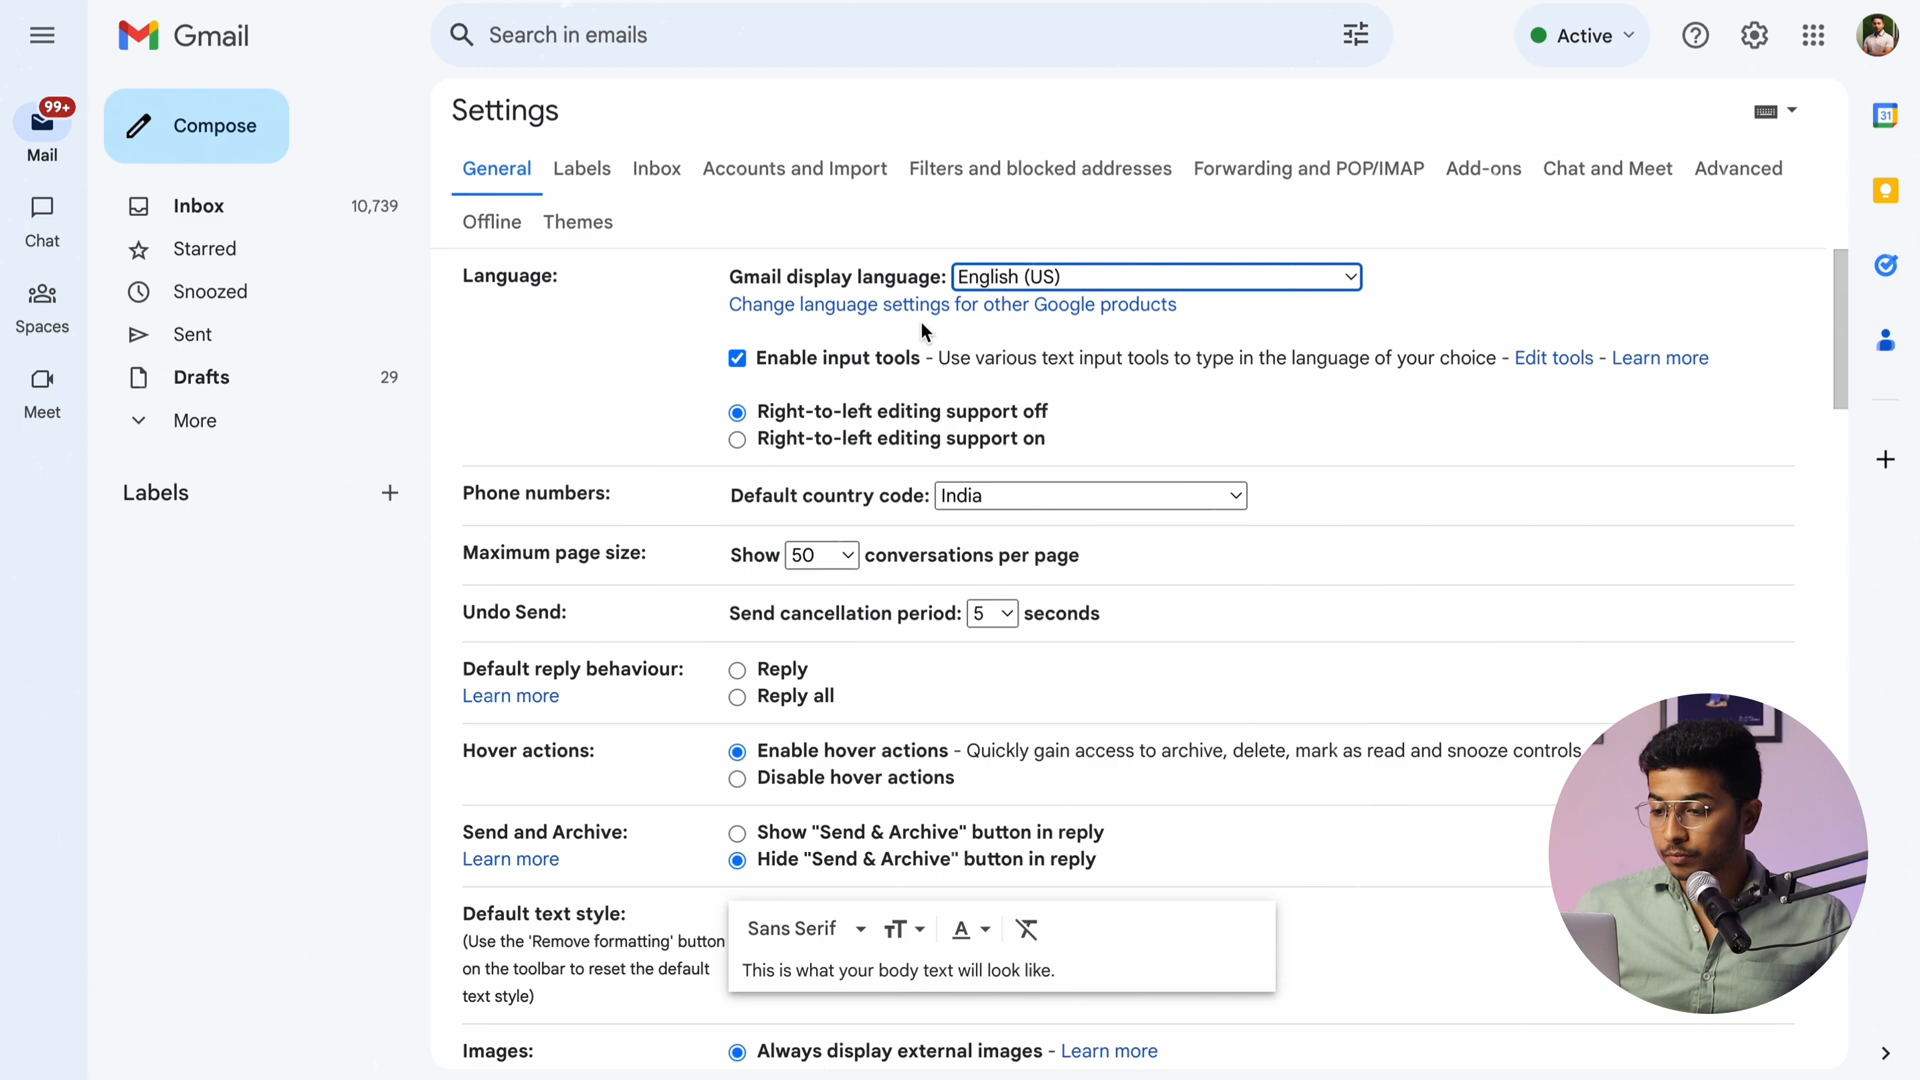 Gmail
Search in emails
Active
99+
Mail
Chat
Spaces
Meet
Compose
Inbox 10,739
Starred
Snoozed
Sent
Drafts 29
More
Labels
31
Settings
General Labels Inbox Accounts and Import Filters and blocked addresses Forwarding and POP/IMAP Add-ons Chat and Meet Advanced
Offline Themes
Language: Gmail display language: English (US)
Change language settings for other Google products
Enable input tools - Use various text input tools to type in the language of your choice - Edit tools - Learn more
Right-to-left editing support off
Right-to-left editing support on
Phone numbers: Default country code: India
Maximum page size: Show 50 conversations per page
Undo Send: Send cancellation period: 5 seconds
Default reply behaviour: Reply
Learn more Reply all
Hover actions: Enable hover actions - Quickly gain access to archive, delete, mark as read and snooze controls
Disable hover actions
Send and Archive: Show "Send & Archive" button in reply
Learn more Hide "Send & Archive" button in reply
Default text style:
(Use the 'Remove formatting' button
on the toolbar to reset the default
text style)
Sans Serif
This is what your body text will look like.
Images: Always display external images - Learn more